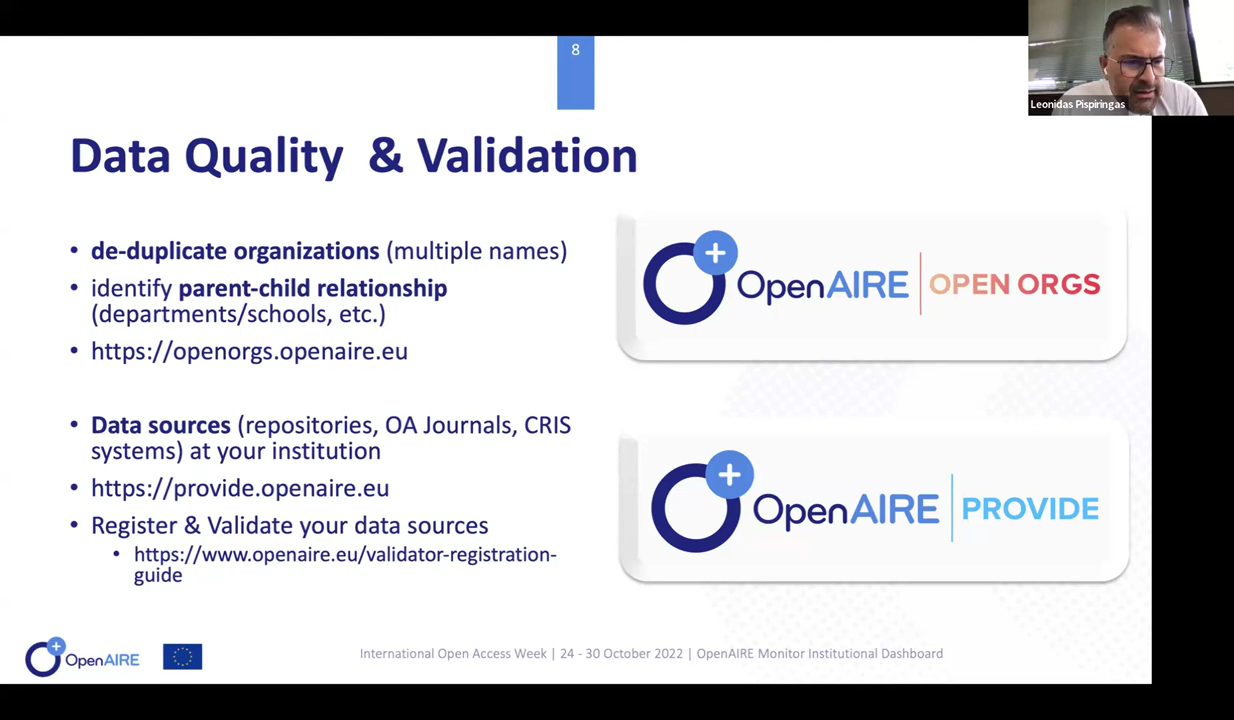 8
Leonidas Pispiringas
Data Quality & Validation
• de-duplicate organizations (multiple names)
• identify parent-child relationship
(departments/schools, etc.)
• https://openorgs.openaire.eu
• Data sources (repositories, OA Journals, CRIS
systems) at your institution
• https://provide.openaire.eu
• Register & Validate your data sources
• https://www.openaire.eu/validator-registration-
guide
OpenAIRE | OPEN ORGS
OpenAIRE | PROVIDE
OpenAIRE
International Open Access Week | 24 - 30 October 2022 | OpenAIRE Monitor Institutional Dashboard